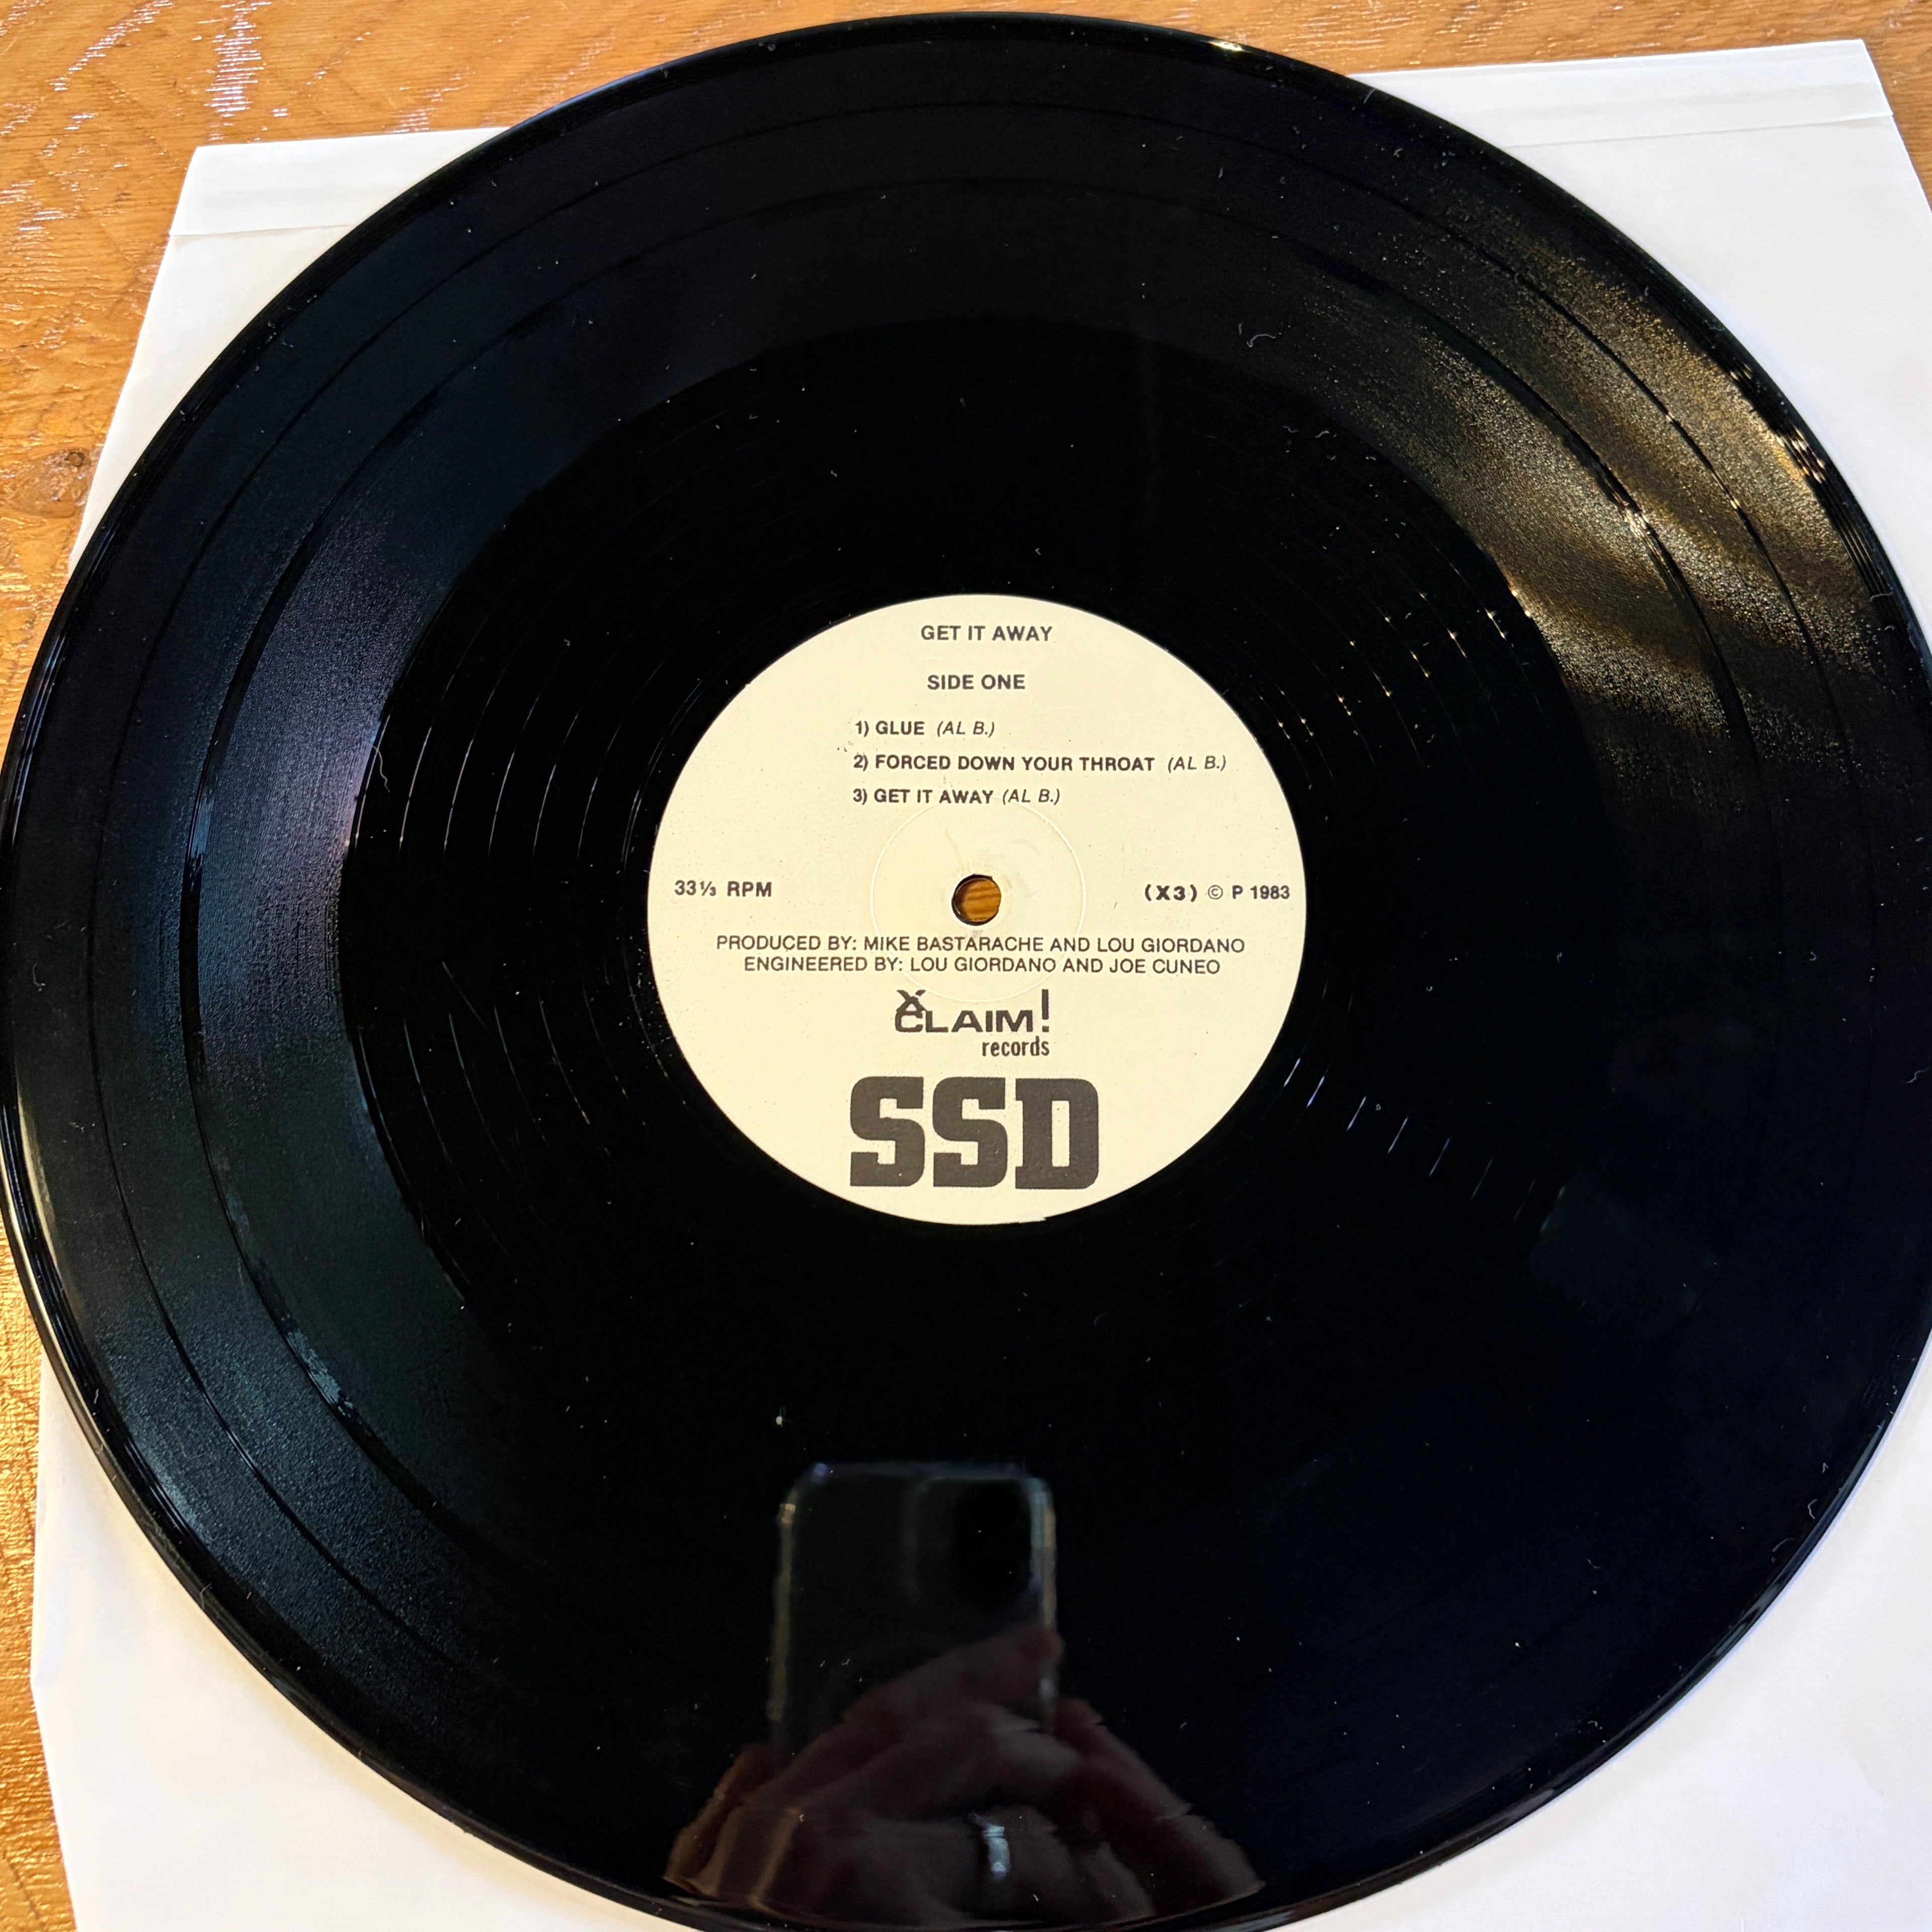 GET IT AWAY
SIDE ONE
1) GLUE (AL B.)
2) FORCED DOWN YOUR THROAT (AL B.)
3) GET IT AWAY (AL B.)
33⅓ RPM
(X3) © P 1983
PRODUCED BY: MIKE BASTARACHE AND LOU GIORDANO
ENGINEERED BY: LOU GIORDANO AND JOE CUNEO
XCLAIM!
records
SSD